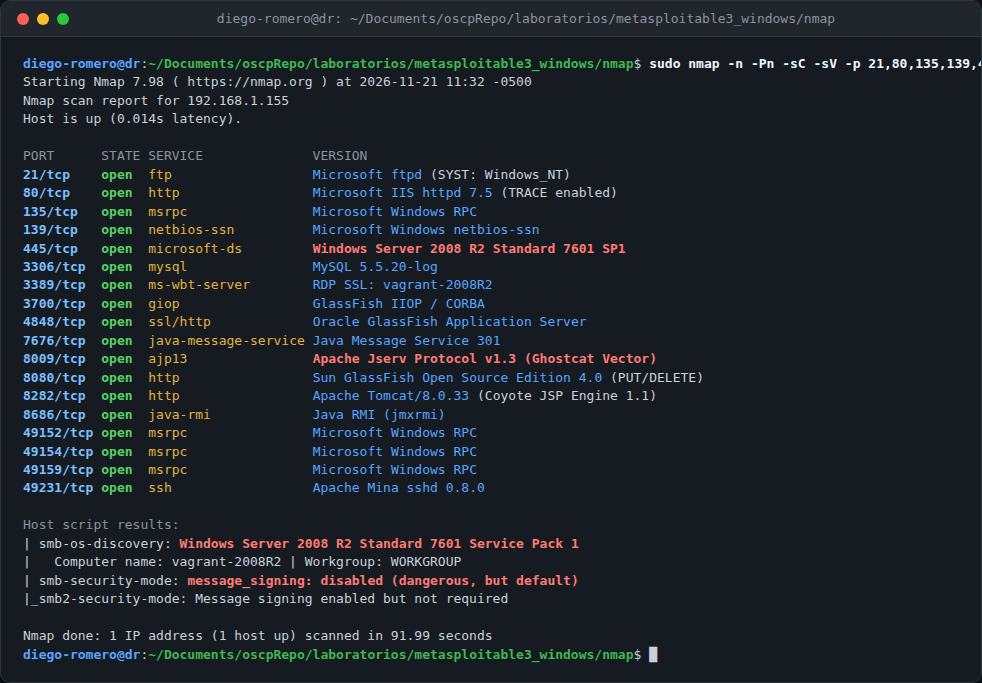 diego-romero@dr: ~/Documents/oscpRepo/laboratorios/metasploitable3_windows/nmap
diego-romero@dr:~/Documents/oscpRepo/laboratorios/metasploitable3_windows/nmap$ sudo nmap -n -Pn -sC -sV -p 21,80,135,139,4
Starting Nmap 7.98 ( https://nmap.org ) at 2026-11-21 11:32 -0500
Nmap scan report for 192.168.1.155
Host is up (0.014s latency).
PORT      STATE SERVICE              VERSION
21/tcp    open  ftp                  Microsoft ftpd (SYST: Windows_NT)
80/tcp    open  http                 Microsoft IIS httpd 7.5 (TRACE enabled)
135/tcp   open  msrpc                Microsoft Windows RPC
139/tcp   open  netbios-ssn          Microsoft Windows netbios-ssn
445/tcp   open  microsoft-ds         Windows Server 2008 R2 Standard 7601 SP1
3306/tcp  open  mysql                MySQL 5.5.20-log
3389/tcp  open  ms-wbt-server        RDP SSL: vagrant-2008R2
3700/tcp  open  giop                 GlassFish IIOP / CORBA
4848/tcp  open  ssl/http             Oracle GlassFish Application Server
7676/tcp  open  java-message-service Java Message Service 301
8009/tcp  open  ajp13                Apache Jserv Protocol v1.3 (Ghostcat Vector)
8080/tcp  open  http                 Sun GlassFish Open Source Edition 4.0 (PUT/DELETE)
8282/tcp  open  http                 Apache Tomcat/8.0.33 (Coyote JSP Engine 1.1)
8686/tcp  open  java-rmi             Java RMI (jmxrmi)
49152/tcp open  msrpc                Microsoft Windows RPC
49154/tcp open  msrpc                Microsoft Windows RPC
49159/tcp open  msrpc                Microsoft Windows RPC
49231/tcp open  ssh                  Apache Mina sshd 0.8.0
Host script results:
| smb-os-discovery: Windows Server 2008 R2 Standard 7601 Service Pack 1
|   Computer name: vagrant-2008R2 | Workgroup: WORKGROUP
| smb-security-mode: message_signing: disabled (dangerous, but default)
|_smb2-security-mode: Message signing enabled but not required
Nmap done: 1 IP address (1 host up) scanned in 91.99 seconds
diego-romero@dr:~/Documents/oscpRepo/laboratorios/metasploitable3_windows/nmap$